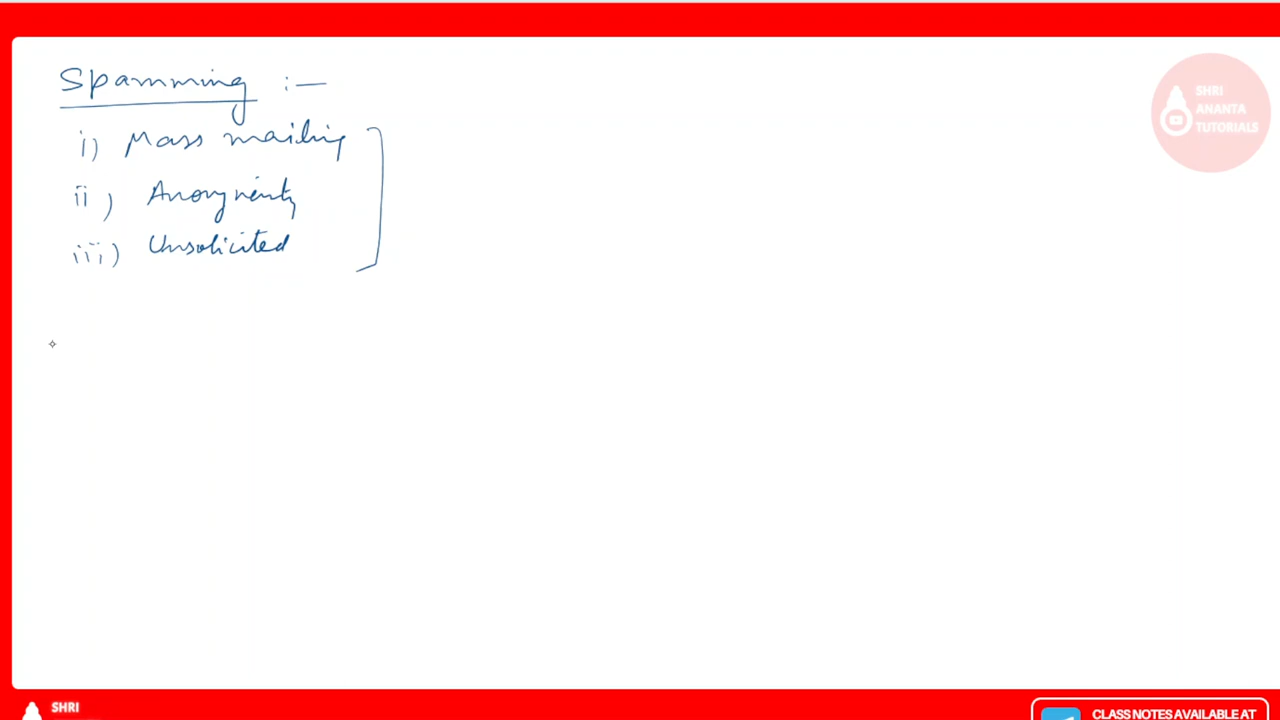 Spamming :-
SHRI
ANANTA
TUTORIALS
i) Mass mailing
ii) Anonymity
iii) Unsolicited
SHRI
CLASS NOTES AVAILABLE AT